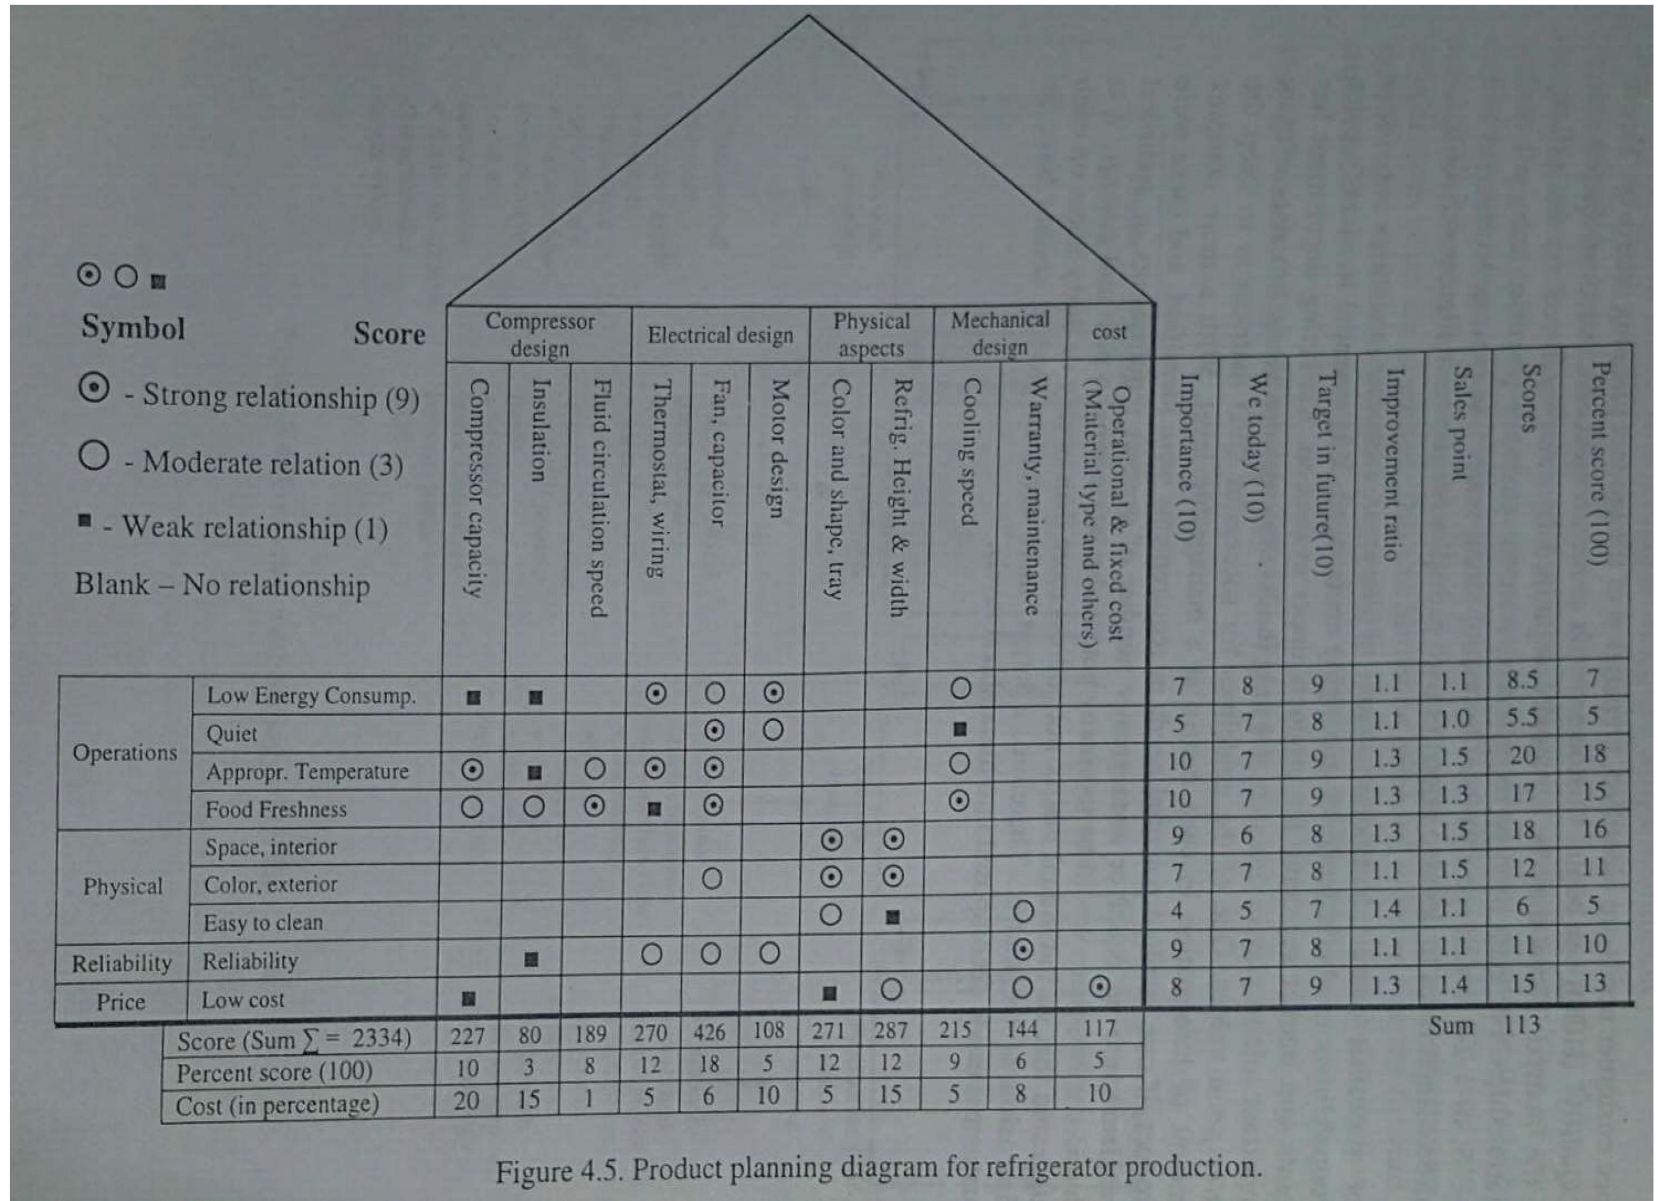 Symbol Score
- Strong relationship (9)
- Moderate relation (3)
- Weak relationship (1)
Blank – No relationship
Compressor design
Electrical design
Physical aspects
Mechanical design
cost
Compressor capacity
Insulation
Fluid circulation speed
Thermostat, wiring
Fan, capacitor
Motor design
Color and shape, tray
Refrig. Height & width
Cooling speed
Warranty, maintenance
Operational & fixed cost
(Material type and others)
Importance (10)
We today (10)
Target in future(10)
Improvement ratio
Sales point
Scores
Percent score (100)
Operations
Low Energy Consump. 7 8 9 1.1 1.1 8.5 7
Quiet 5 7 8 1.1 1.0 5.5 5
Appropr. Temperature 10 7 9 1.3 1.5 20 18
Food Freshness 10 7 9 1.3 1.3 17 15
Physical
Space, interior 9 6 8 1.3 1.5 18 16
Color, exterior 7 7 8 1.1 1.5 12 11
Easy to clean 4 5 7 1.4 1.1 6 5
Reliability Reliability 9 7 8 1.1 1.1 11 10
Price Low cost 8 7 9 1.3 1.4 15 13
Score (Sum ∑ = 2334) 227 80 189 270 426 108 271 287 215 144 117 Sum 113
Percent score (100) 10 3 8 12 18 5 12 12 9 6 5
Cost (in percentage) 20 15 1 5 6 10 5 15 5 8 10
Figure 4.5. Product planning diagram for refrigerator production.